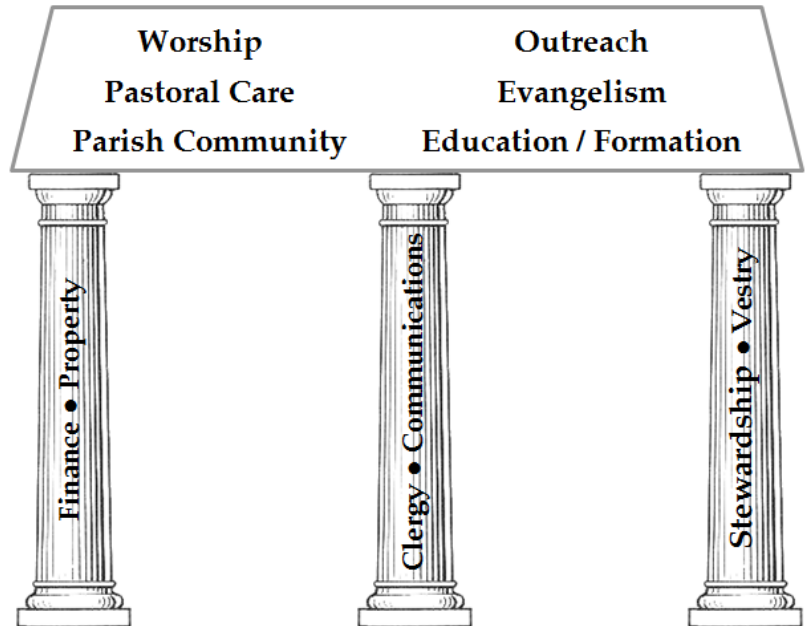 Worship
Pastoral Care
Parish Community
Outreach
Evangelism
Education / Formation
Finance ● Property
Clergy ● Communications
Stewardship ● Vestry